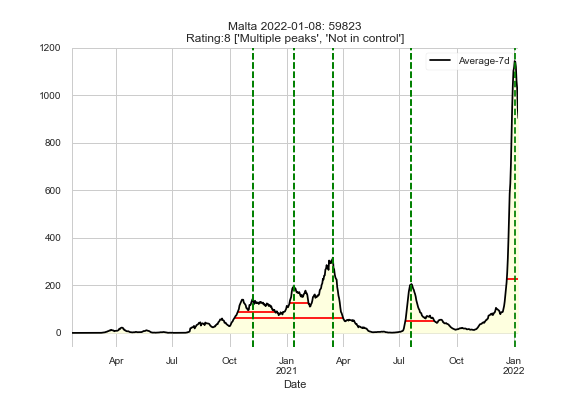 Malta 2022-01-08: 59823
Rating:8 ['Multiple peaks', 'Not in control']
Average-7d
1200
1000
800
600
400
200
0
Apr Jul Oct Jan Apr Jul Oct Jan
2021 2022
Date